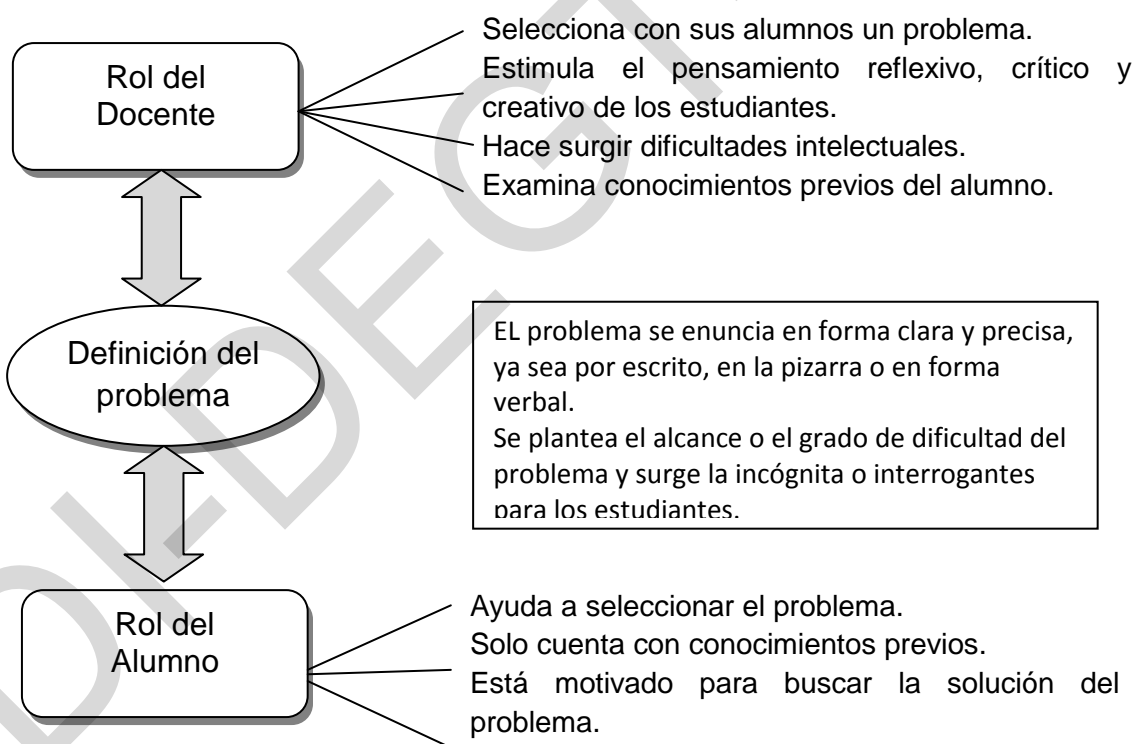 Rol del
Docente
Selecciona con sus alumnos un problema.
Estimula el pensamiento reflexivo, crítico y
creativo de los estudiantes.
Hace surgir dificultades intelectuales.
Examina conocimientos previos del alumno.
Definición del
problema
EL problema se enuncia en forma clara y precisa,
ya sea por escrito, en la pizarra o en forma
verbal.
Se plantea el alcance o el grado de dificultad del
problema y surge la incógnita o interrogantes
para los estudiantes.
Rol del
Alumno
Ayuda a seleccionar el problema.
Solo cuenta con conocimientos previos.
Está motivado para buscar la solución del
problema.